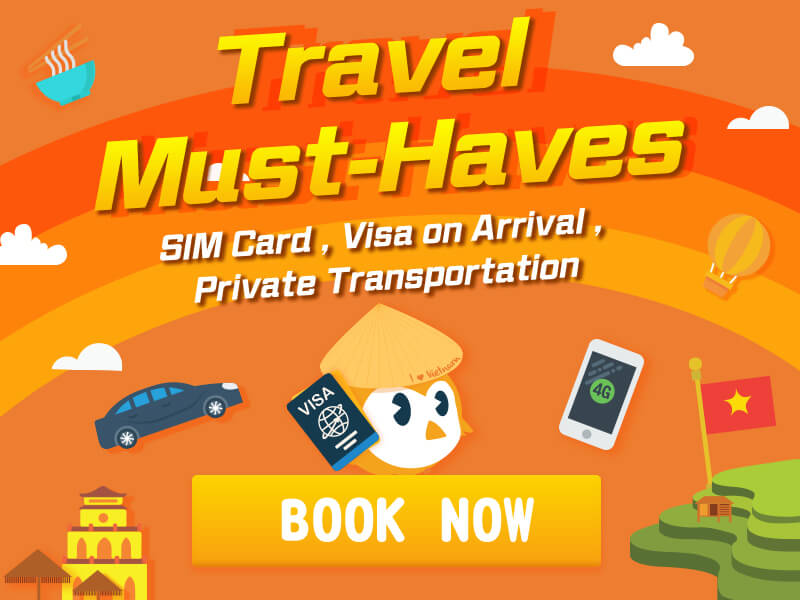 Travel
Must-Haves
SIM Card , Visa on Arrival ,
Private Transportation
I ♥ Vietnam
VISA
4G
BOOK NOW